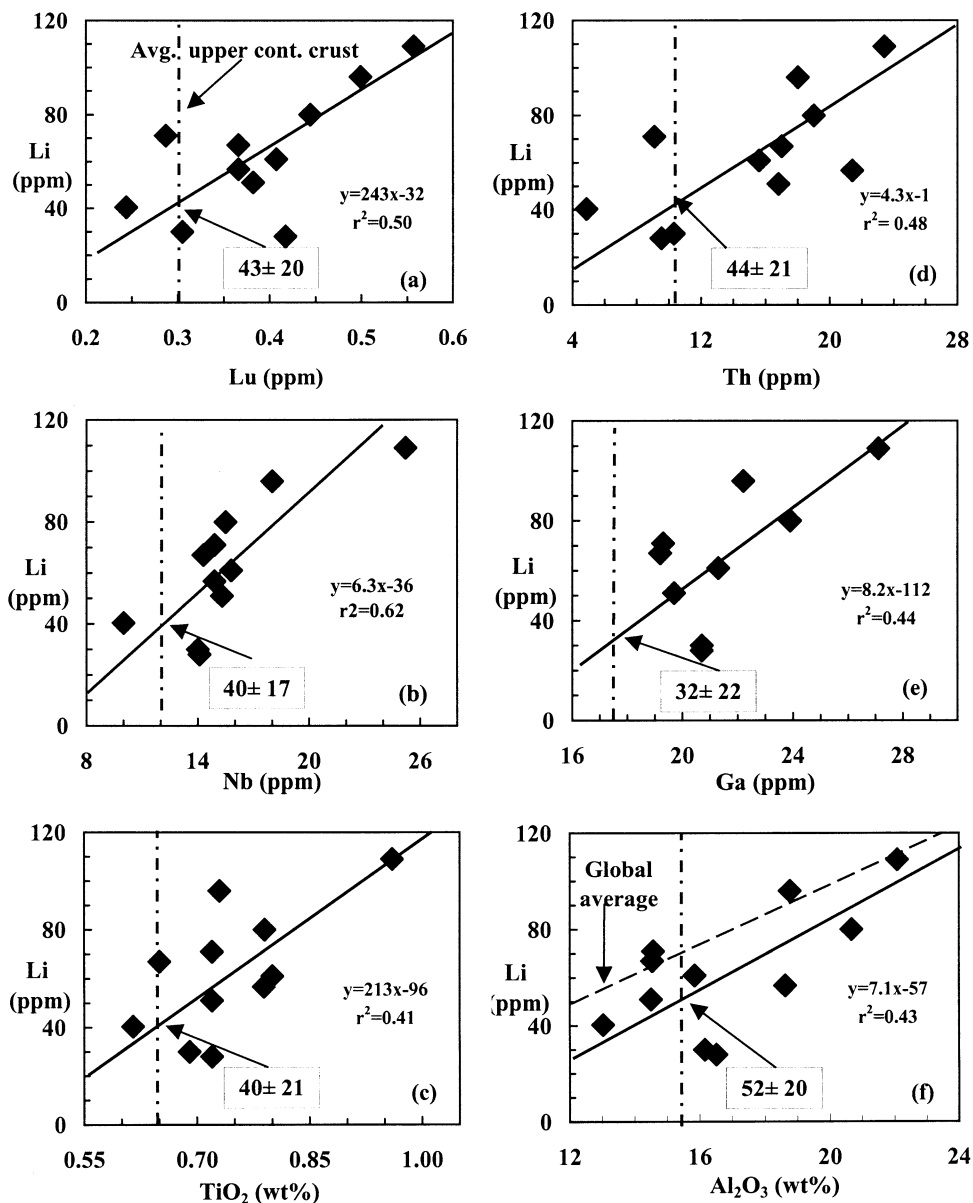 120
80
40
0
Li
(ppm)
Avg. upper cont. crust
y=243x-32
r²=0.50
43± 20
(a)
0.2 0.3 0.4 0.5 0.6
Lu (ppm)
120
80
40
0
Li
(ppm)
y=4.3x-1
r²= 0.48
44± 21
(d)
4 12 20 28
Th (ppm)
120
80
40
0
Li
(ppm)
y=6.3x-36
r2=0.62
40± 17
(b)
8 14 20 26
Nb (ppm)
120
80
40
0
Li
(ppm)
y=8.2x-112
r²=0.44
32± 22
(e)
16 20 24 28
Ga (ppm)
120
80
40
0
Li
(ppm)
y=213x-96
r²=0.41
40± 21
(c)
0.55 0.70 0.85 1.00
TiO₂ (wt%)
120
80
40
0
Li
(ppm)
Global
average
y=7.1x-57
r²=0.43
52± 20
(f)
12 16 20 24
Al₂O₃ (wt%)